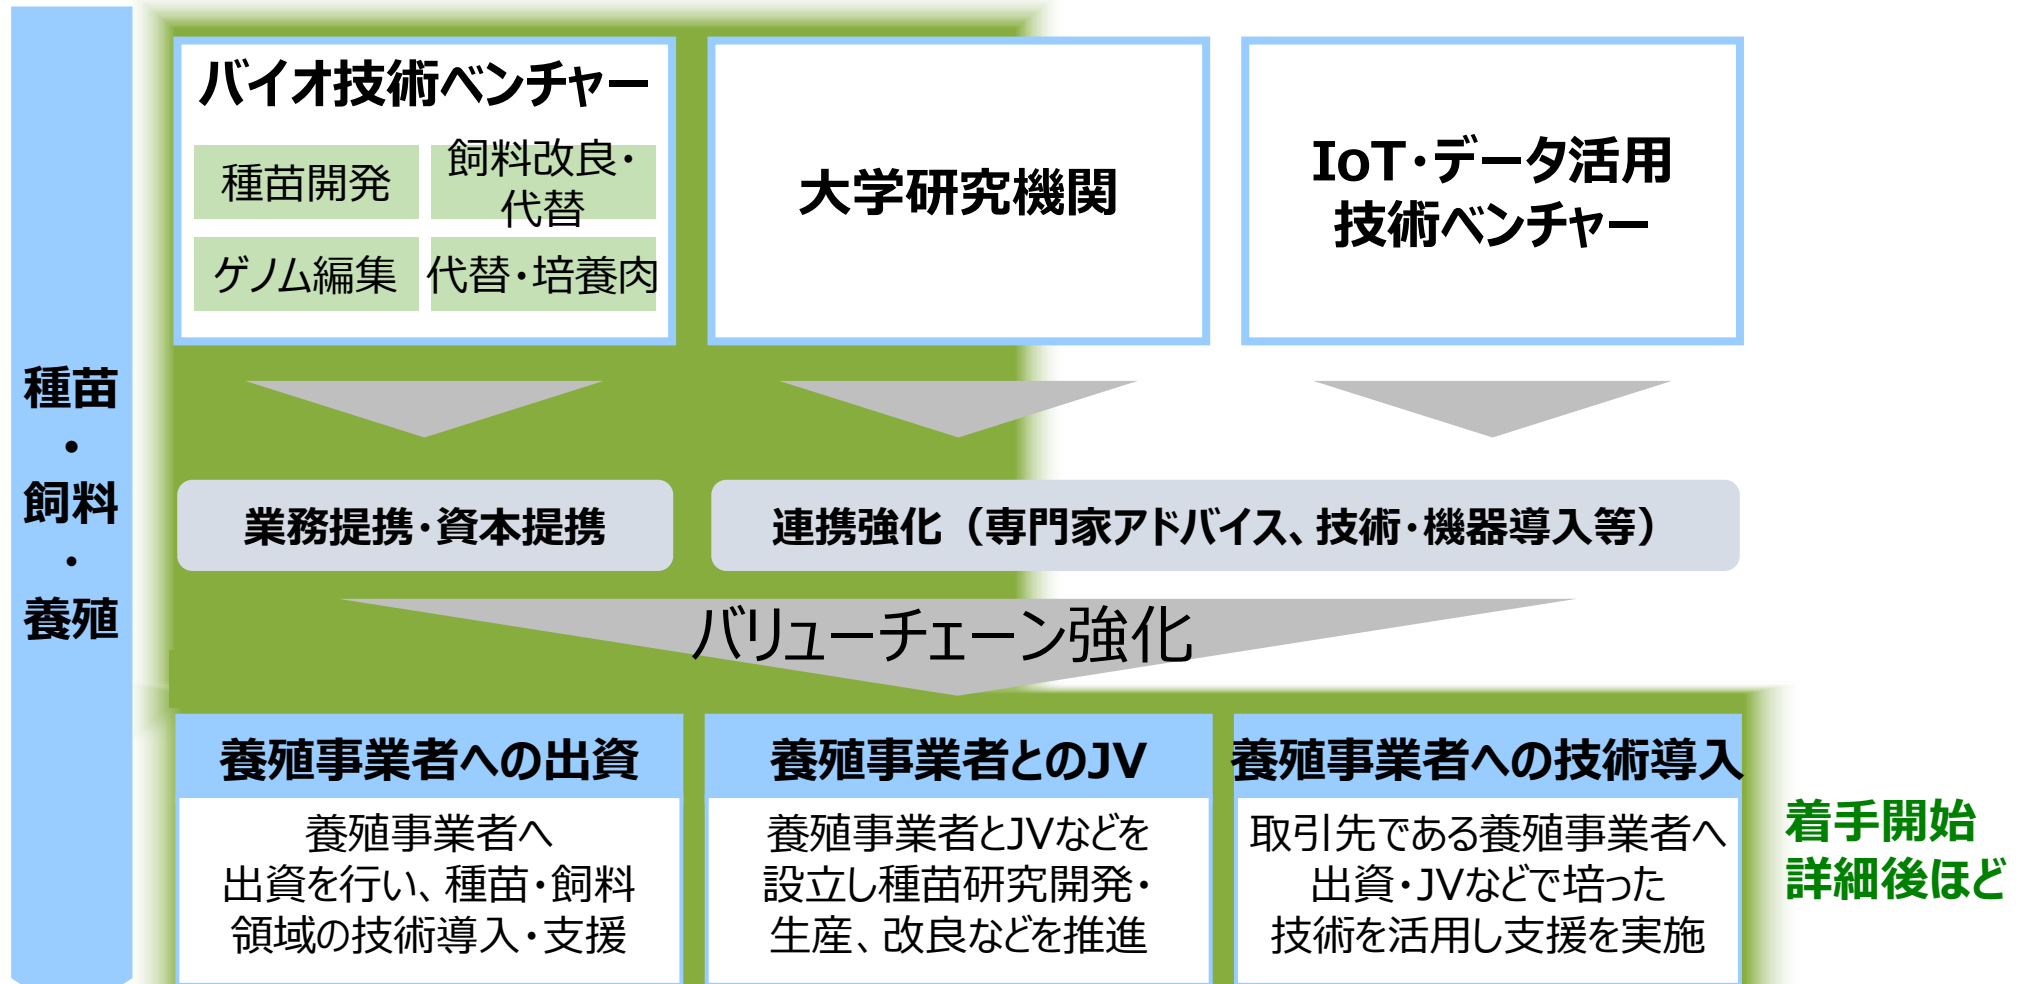 種苗
・
飼料
・
養殖
バイオ技術ベンチャー
種苗開発
飼料改良・
代替
ゲノム編集
代替・培養肉
大学研究機関
IoT・データ活用
技術ベンチャー
業務提携・資本提携
連携強化（専門家アドバイス、技術・機器導入等）
バリューチェーン強化
養殖事業者への出資
養殖事業者へ
出資を行い、種苗・飼料
領域の技術導入・支援
養殖事業者とのJV
養殖事業者とJVなどを
設立し種苗研究開発・
生産、改良などを推進
養殖事業者への技術導入
取引先である養殖事業者へ
出資・JVなどで培った
技術を活用し支援を実施
着手開始
詳細後ほど